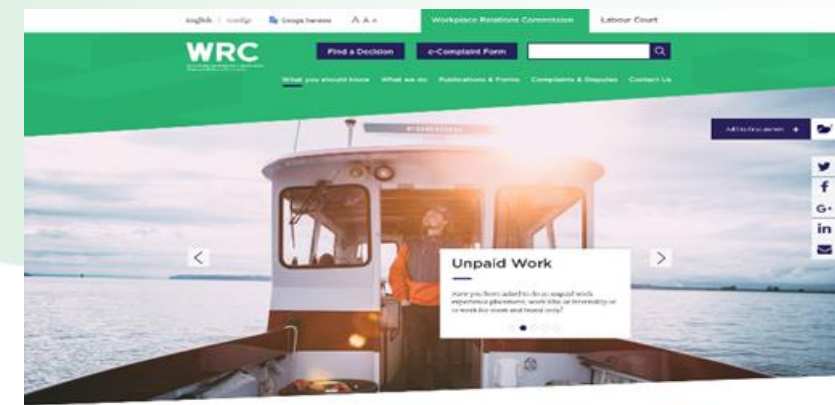 english | Gaeilge
Google Translate A A A
Workplace Relations Commission
Labour Court
WRC
Find a Decision
e-Complaint Form
What you should know What we do Publications & Forms Complaints & Disputes Contact Us
Unpaid Work
Have you been asked to do an unpaid work
experience placement, work trial or internship or
to work for room and board only?